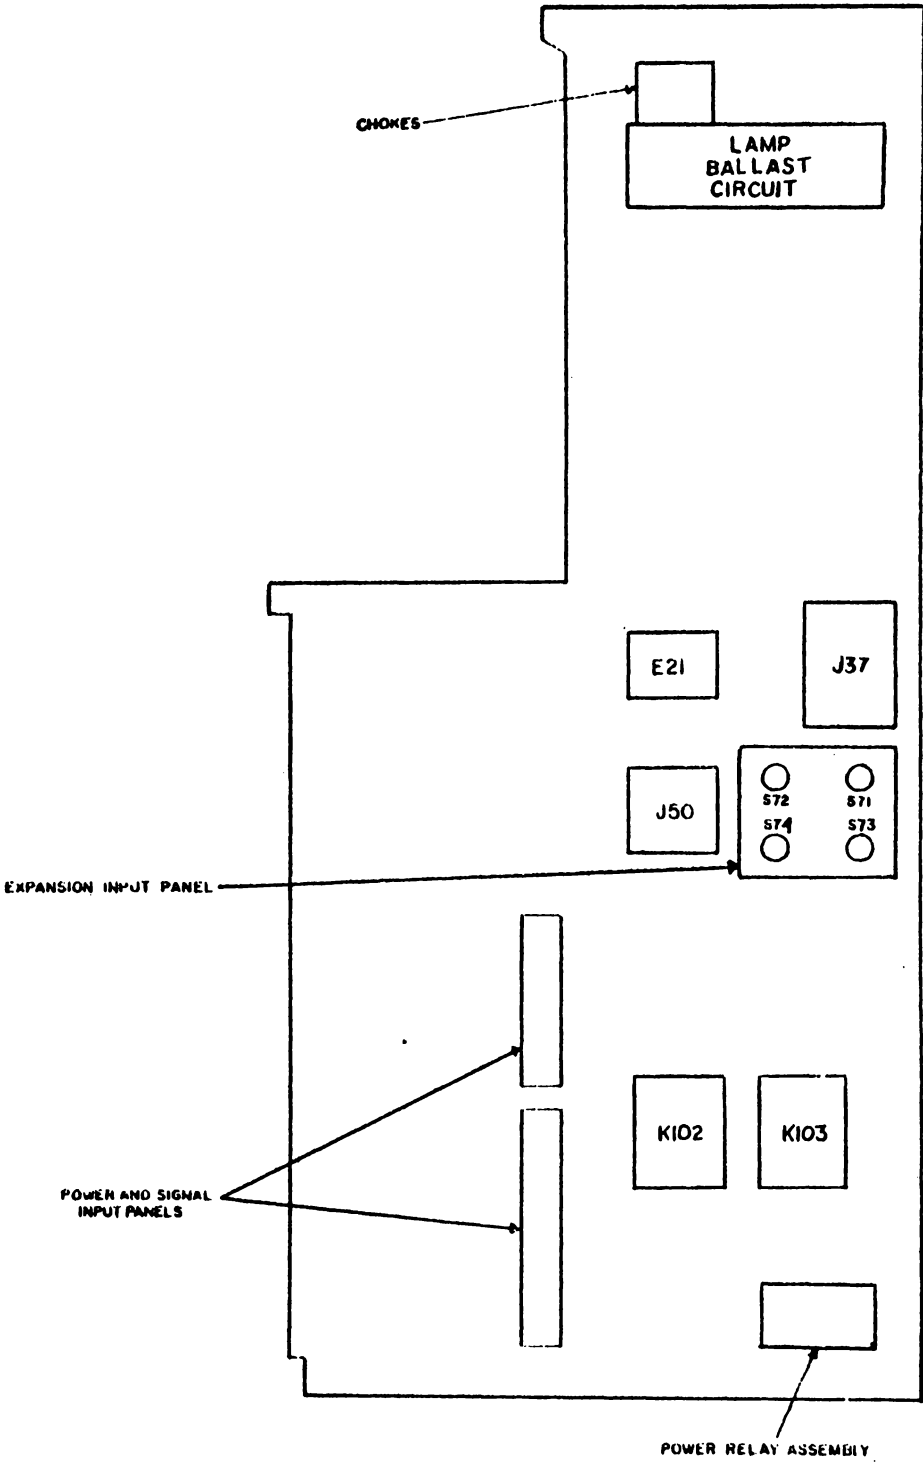 CHOKES
LAMP
BALLAST
CIRCUIT
E21
J37
J50
S72
S71
S74
S73
EXPANSION INPUT PANEL
K102
K103
POWER AND SIGNAL
INPUT PANELS
POWER RELAY ASSEMBLY